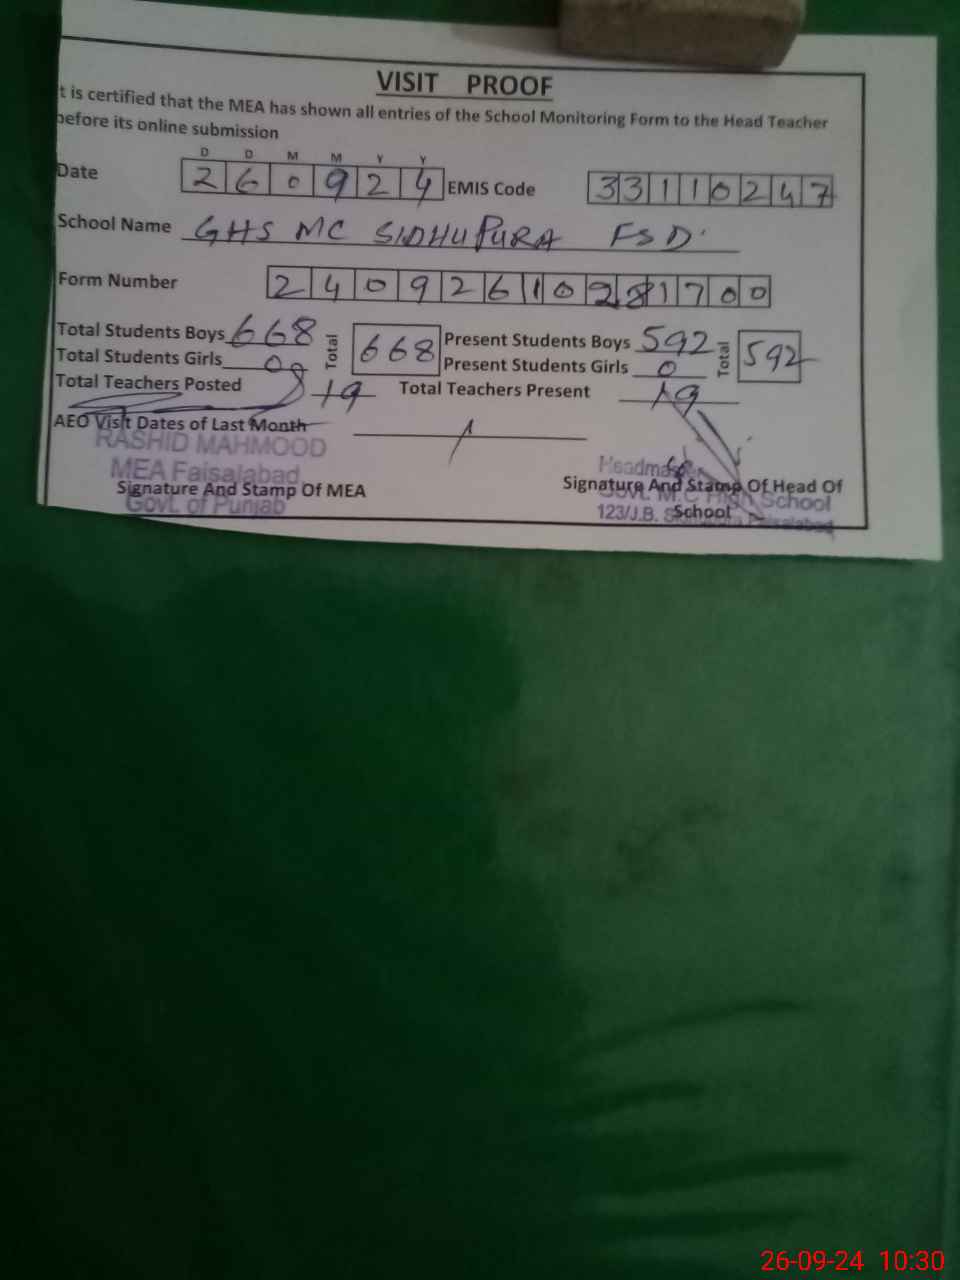 VISIT PROOF
t is certified that the MEA has shown all entries of the School Monitoring Form to the Head Teacher
before its online submission
D D M M Y Y
Date 2 6 0 9 2 4 EMIS Code 3 3 1 1 0 2 4 7
School Name GHS MC SIDHUPURA FSD
Form Number 2 4 0 9 2 6 1 0 2 8 1 7 0 0
Total Students Boys 668 Total 668 Present Students Boys 592 Total 592
Total Students Girls 0 Present Students Girls 0
Total Teachers Posted 19 Total Teachers Present 19
AEO Visit Dates of Last Month /
RASHID MAHMOOD
MEA Faisalabad
Signature And Stamp Of MEA
Govt. of Punjab
Headmaster
Signature And Stamp Of Head Of
Govt. M.C High School
School
123/J.B. Faisalabad
26-09-24 10:30